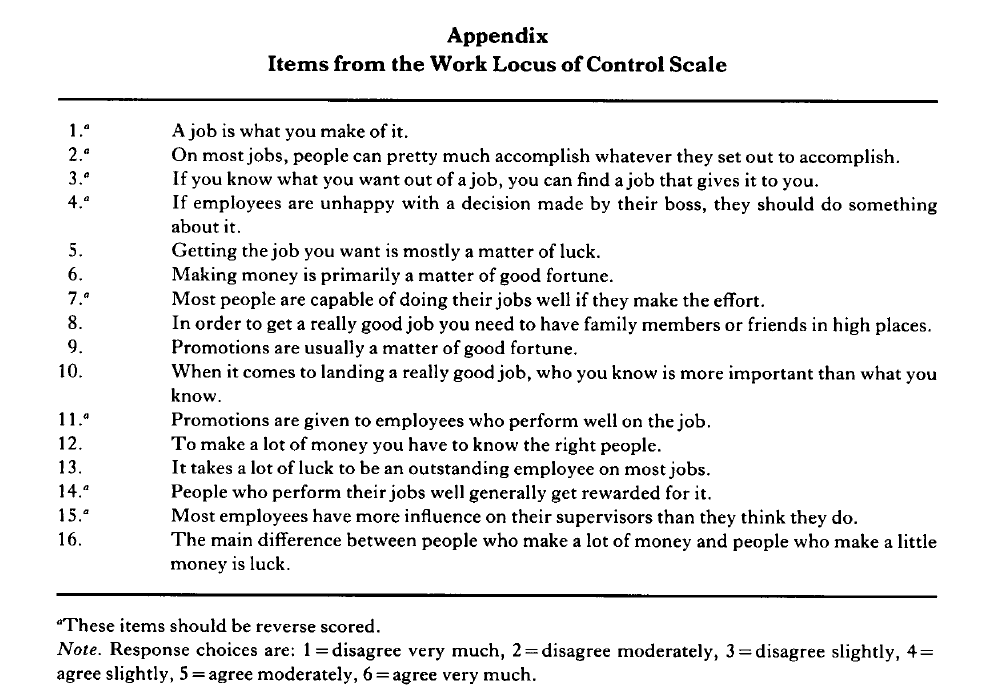 Appendix
Items from the Work Locus of Control Scale
1.ᵃ A job is what you make of it.
2.ᵃ On most jobs, people can pretty much accomplish whatever they set out to accomplish.
3.ᵃ If you know what you want out of a job, you can find a job that gives it to you.
4.ᵃ If employees are unhappy with a decision made by their boss, they should do something
about it.
5. Getting the job you want is mostly a matter of luck.
6. Making money is primarily a matter of good fortune.
7.ᵃ Most people are capable of doing their jobs well if they make the effort.
8. In order to get a really good job you need to have family members or friends in high places.
9. Promotions are usually a matter of good fortune.
10. When it comes to landing a really good job, who you know is more important than what you
know.
11.ᵃ Promotions are given to employees who perform well on the job.
12. To make a lot of money you have to know the right people.
13. It takes a lot of luck to be an outstanding employee on most jobs.
14.ᵃ People who perform their jobs well generally get rewarded for it.
15.ᵃ Most employees have more influence on their supervisors than they think they do.
16. The main difference between people who make a lot of money and people who make a little
money is luck.
ᵃThese items should be reverse scored.
Note. Response choices are: 1 = disagree very much, 2 = disagree moderately, 3 = disagree slightly, 4 =
agree slightly, 5 = agree moderately, 6 = agree very much.